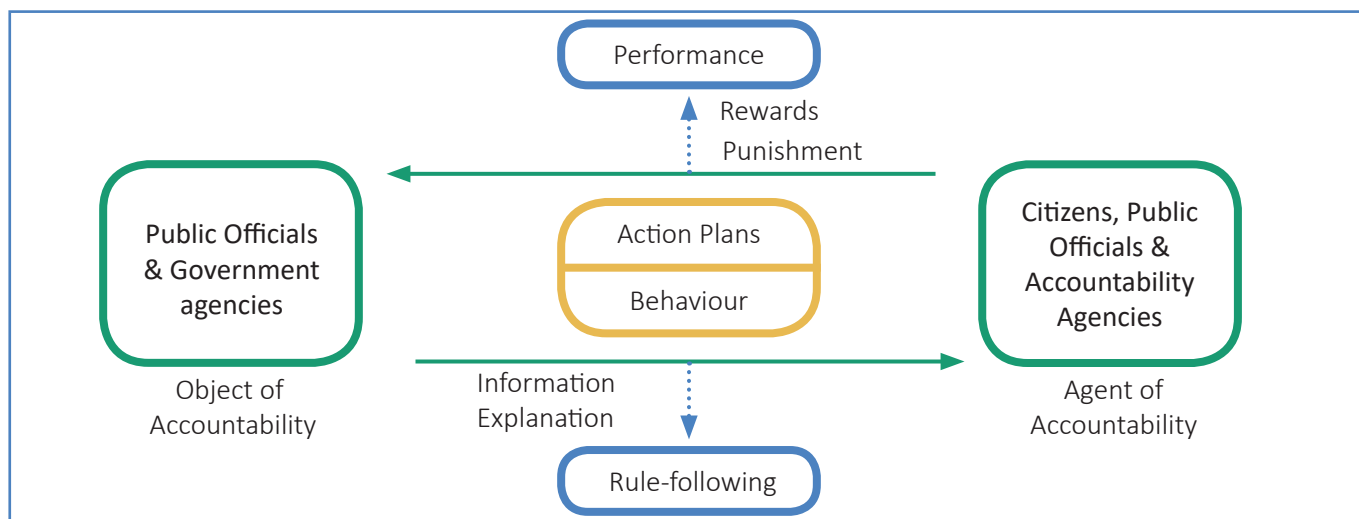 Performance
Rewards
Punishment
Public Officials
& Government
agencies
Action Plans
Behaviour
Citizens, Public
Officials &
Accountability
Agencies
Object of
Accountability
Information
Explanation
Agent of
Accountability
Rule-following